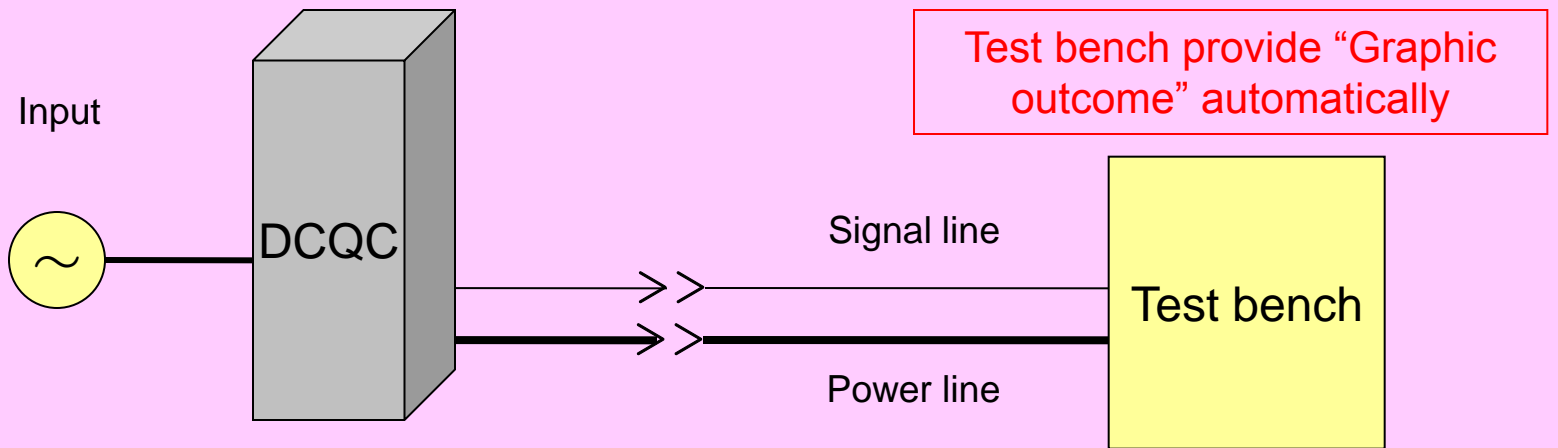 Test bench provide “Graphic
outcome” automatically
Input
DCQC
Signal line
Test bench
Power line